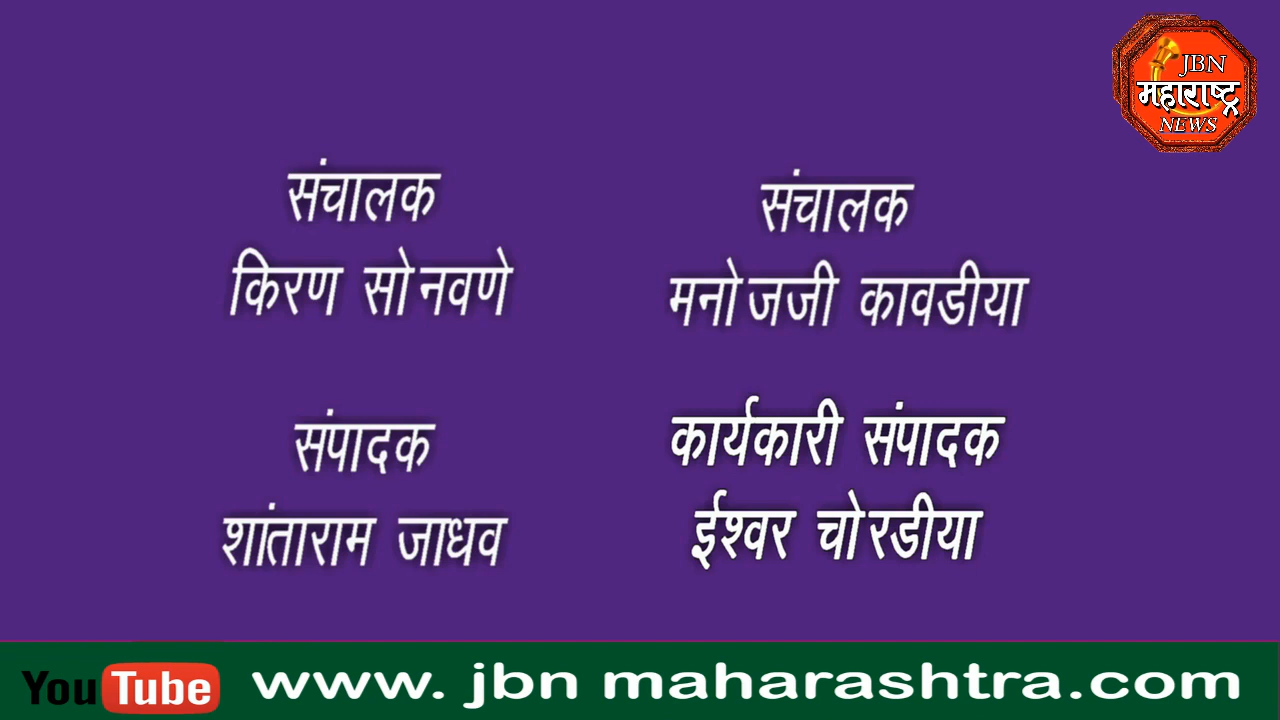 JBN
महाराष्ट्र
NEWS
संचालक
किरण सोनवणे
संचालक
मनोजजी कावडीया
संपादक
शांताराम जाधव
कार्यकारी संपादक
ईश्वर चोरडीया
YouTube www. jbn maharashtra.com